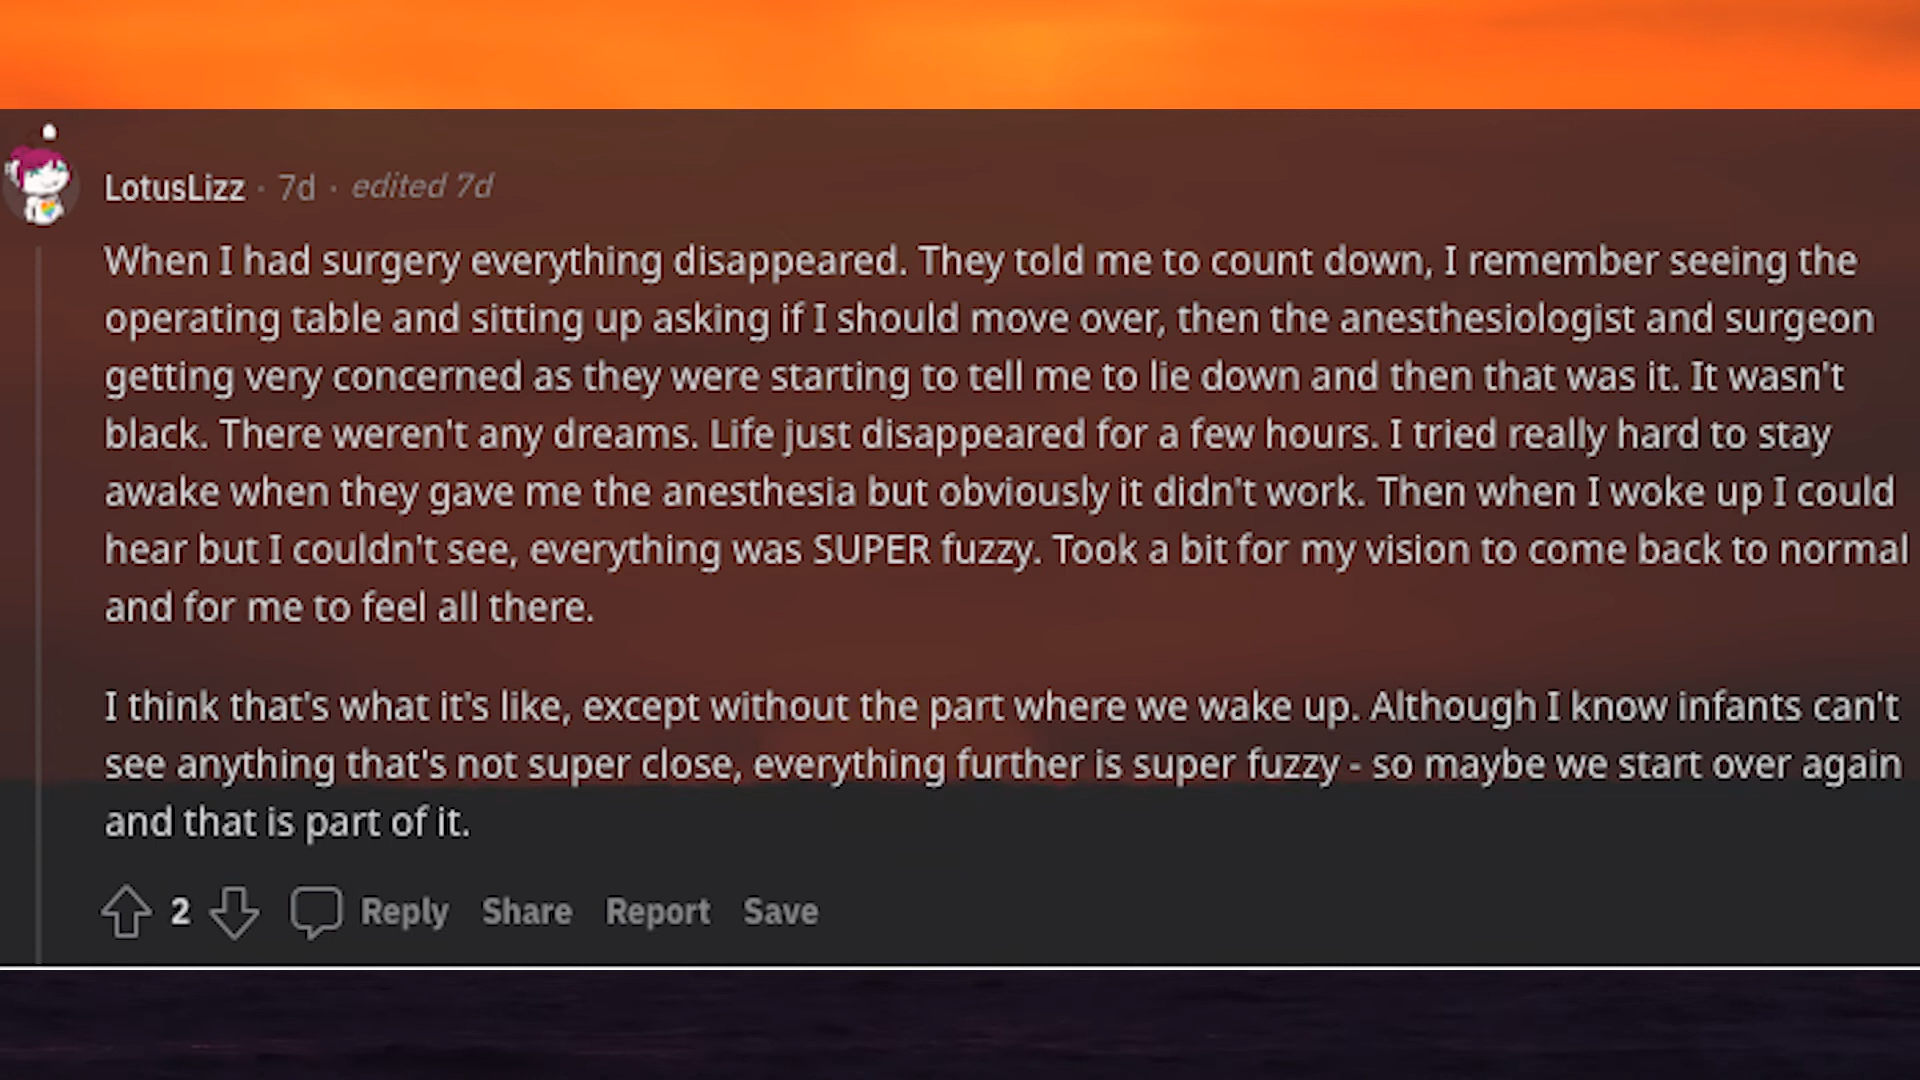 LotusLizz · 7d · edited 7d
When I had surgery everything disappeared. They told me to count down, I remember seeing the
operating table and sitting up asking if I should move over, then the anesthesiologist and surgeon
getting very concerned as they were starting to tell me to lie down and then that was it. It wasn't
black. There weren't any dreams. Life just disappeared for a few hours. I tried really hard to stay
awake when they gave me the anesthesia but obviously it didn't work. Then when I woke up I could
hear but I couldn't see, everything was SUPER fuzzy. Took a bit for my vision to come back to normal
and for me to feel all there.
I think that's what it's like, except without the part where we wake up. Although I know infants can't
see anything that's not super close, everything further is super fuzzy - so maybe we start over again
and that is part of it.
2 Reply Share Report Save